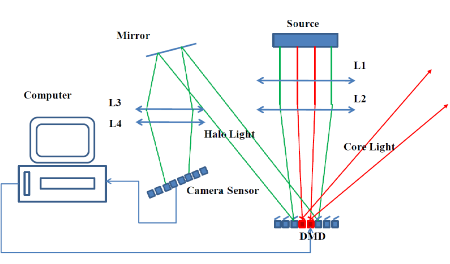 Source
Mirror
L1
Computer
L3
L2
L4
Halo Light
Core Light
Camera Sensor
DMD